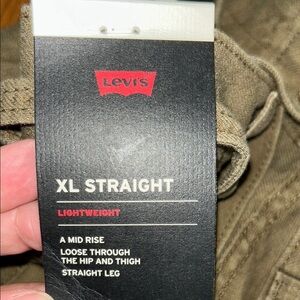 Levi's
XL STRAIGHT
LIGHTWEIGHT
A MID RISE
LOOSE THROUGH
THE HIP AND THIGH
STRAIGHT LEG